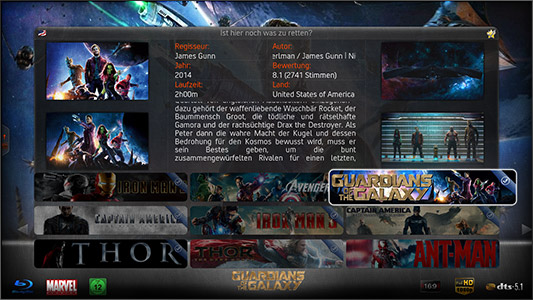 Ist hier noch was zu retten?
Regisseur:
James Gunn
Autor:
erlman / James Gunn | Ni
Jahr:
2014
Bewertung:
8.1 (2741 Stimmen)
Laufzeit:
2h00m
Land:
United States of America
dazu gehört der waffenliebende Waschbär Rocket, der
Baummensch Groot, die tödliche und rätselhafte
Gamora und der rachsüchtige Drax the Destroyer. Als
Peter dann die wahre Macht der Kugel und dessen
Bedrohung für den Kosmos bewusst wird, muss er
sein Bestes geben, um die bunt
zusammengewürfelten Rivalen für einen letzten,
IRON MAN 3
AVENGERS
GUARDIANS
OF THE GALAXY
CAPTAIN AMERICA
IRON MAN 3
CAPTAIN AMERICA
THOR
THOR
ANT-MAN
Blu-ray
MARVEL
12
GUARDIANS
OF THE GALAXY
16:9
FULL HD
1080
dts-5.1